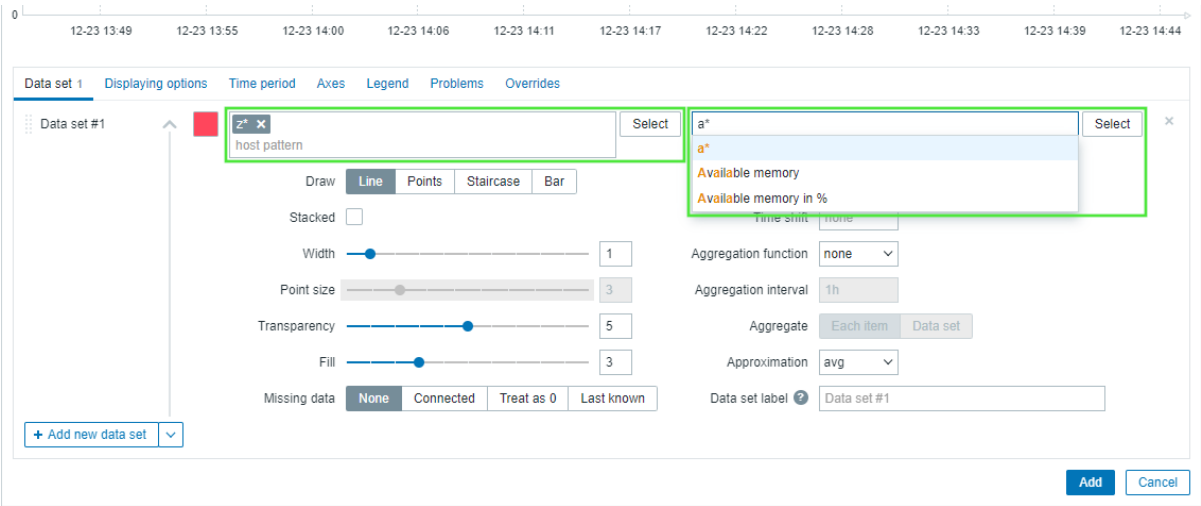 0
12-23 13:49 12-23 13:55 12-23 14:00 12-23 14:06 12-23 14:11 12-23 14:17 12-23 14:22 12-23 14:28 12-23 14:33 12-23 14:39 12-23 14:44
Data set 1 Displaying options Time period Axes Legend Problems Overrides
Data set #1 z* × Select a* Select ×
host pattern a*
Draw Line Points Staircase Bar Available memory
Available memory in %
Stacked Time shift none
Width 1 Aggregation function none
Point size 3 Aggregation interval 1h
Transparency 5 Aggregate Each item Data set
Fill 3 Approximation avg
Missing data None Connected Treat as 0 Last known Data set label ? Data set #1
+ Add new data set
Add Cancel